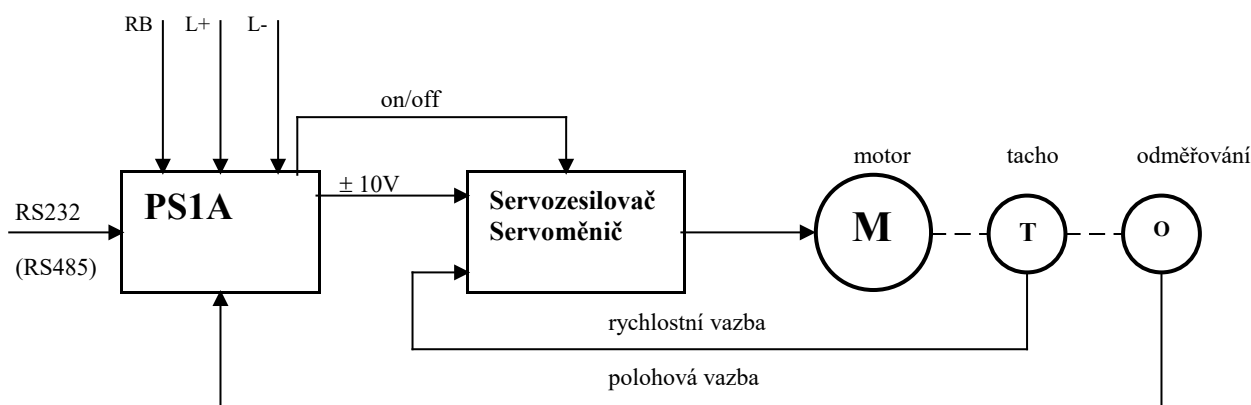 RB L+ L-
on/off
motor tacho odměřování
PS1A ± 10V
Servozesilovač
Servoměnič
RS232
(RS485)
M T O
rychlostní vazba
polohová vazba